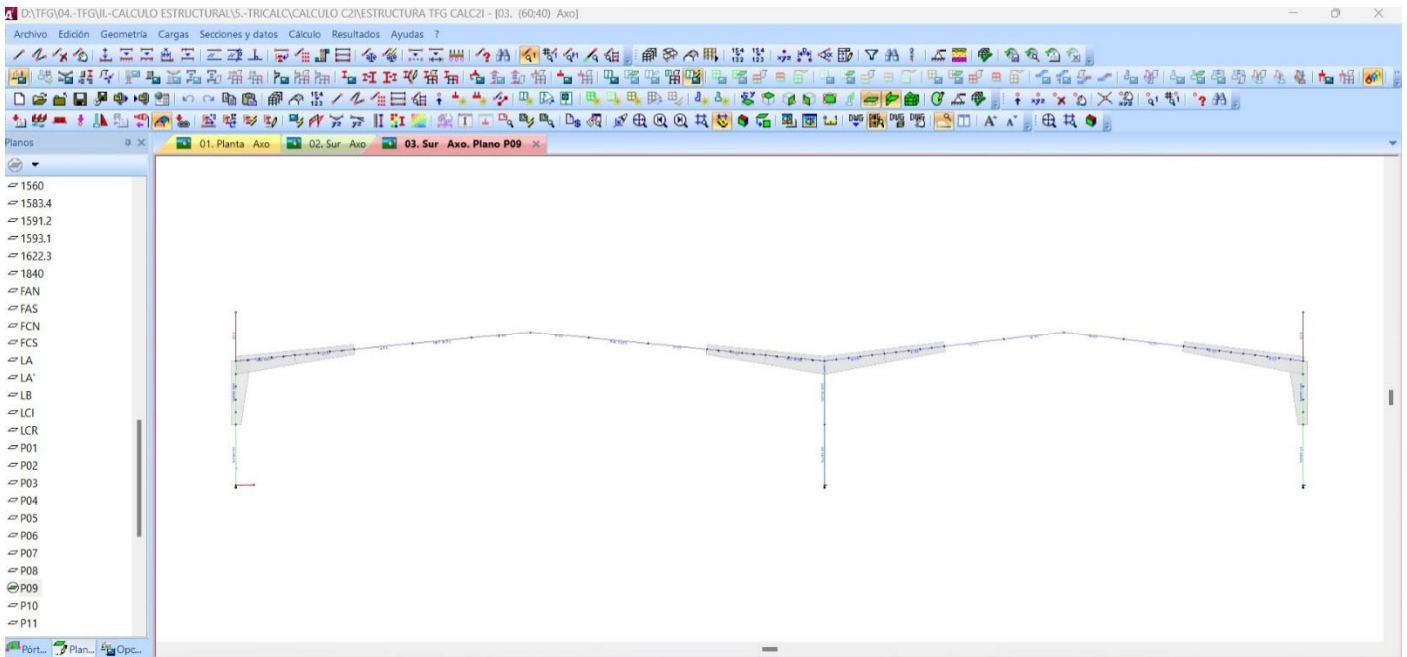 D:\TFG\04.-TFG\II.-CALCULO ESTRUCTURAL\5.-TRICALC\CALCULO C2I\ESTRUCTURA TFG CALC2I - [03. (60;40) Axo]
Archivo Edición Geometría Cargas Secciones y datos Cálculo Resultados Ayudas ?
Planos
01. Planta Axo
02. Sur Axo
03. Sur Axo. Plano P09
1560
1583.4
1591.2
1593.1
1622.3
1840
FAN
FAS
FCN
FCS
LA
LA'
LB
LCI
LCR
P01
P02
P03
P04
P05
P06
P07
P08
P09
P10
P11
Pórt...
Plan...
Opc...